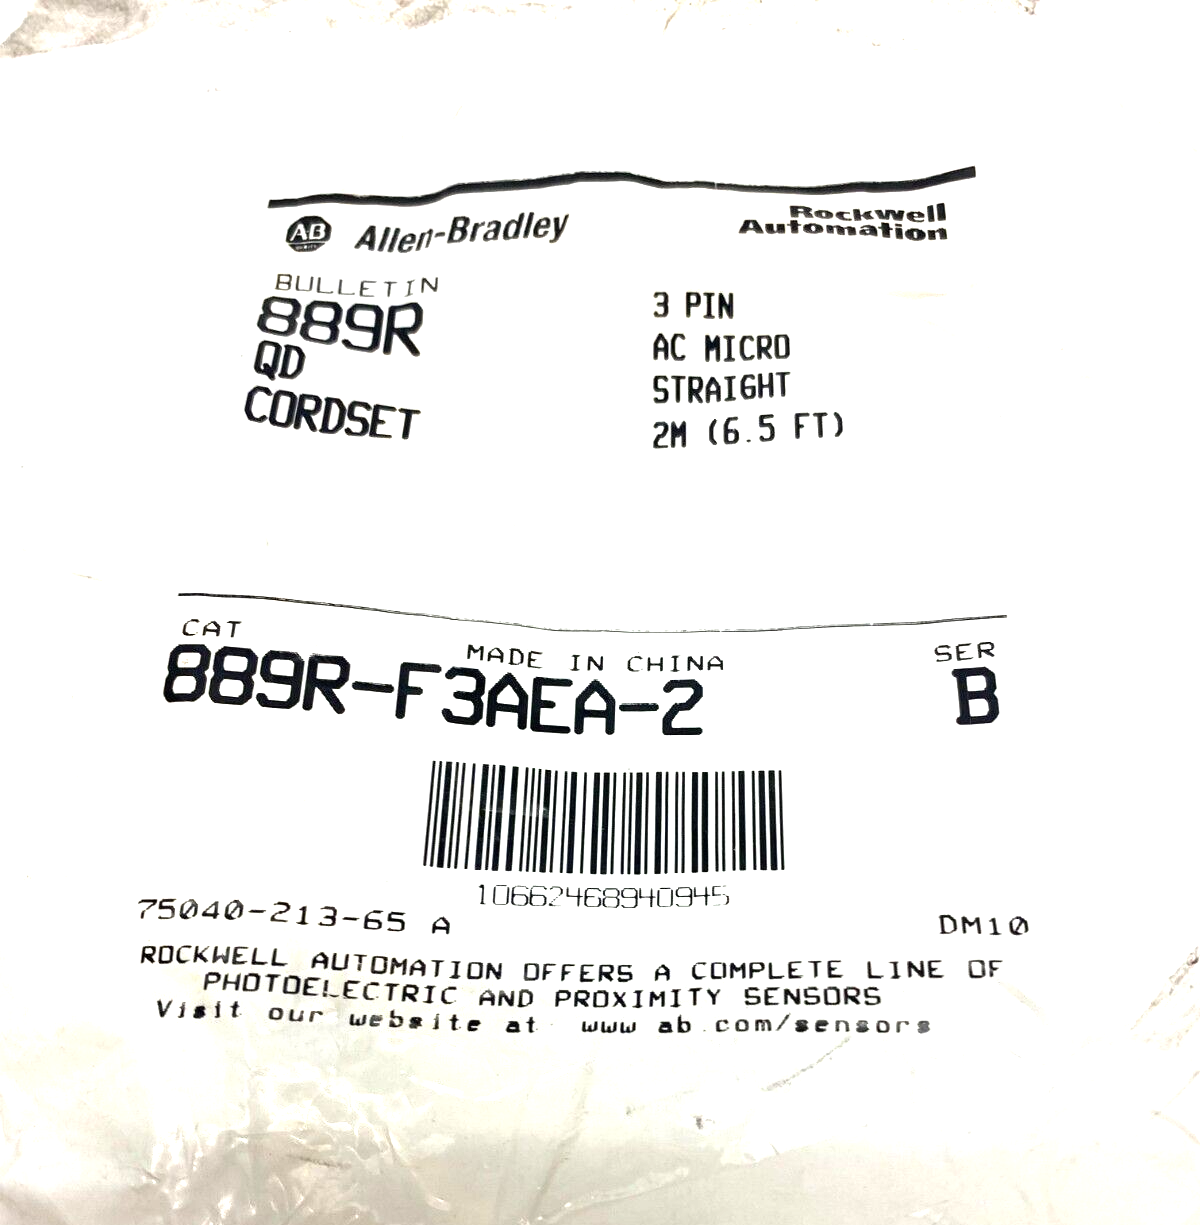 AB Allen-Bradley
Rockwell
Automation
BULLETIN
889R
QD
CORDSET
3 PIN
AC MICRO
STRAIGHT
2M (6.5 FT)
CAT
MADE IN CHINA
SER
889R-F3AEA-2
B
10662468940945
75040-213-65 A
DM10
ROCKWELL AUTOMATION OFFERS A COMPLETE LINE OF
PHOTOELECTRIC AND PROXIMITY SENSORS
Visit our website at www ab.com/sensors